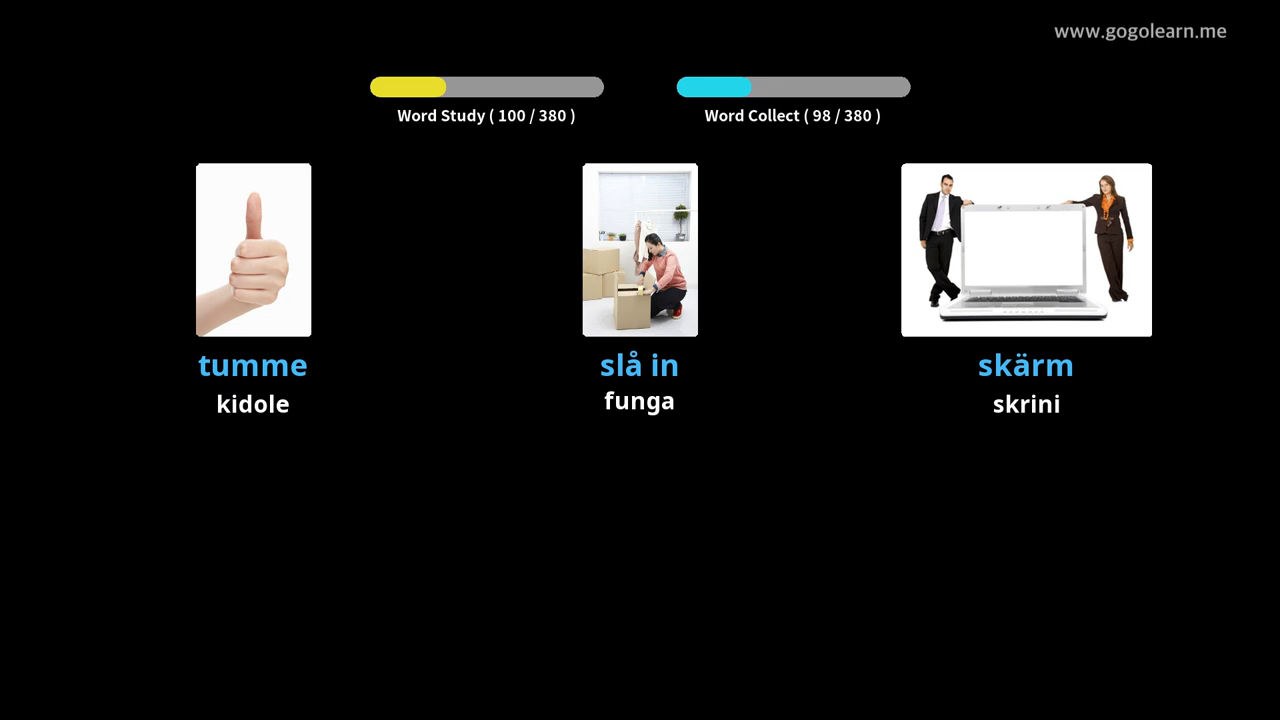 www.gogolearn.me
Word Study ( 100 / 380 )
Word Collect ( 98 / 380 )
tumme
kidole
slå in
funga
skärm
skrini